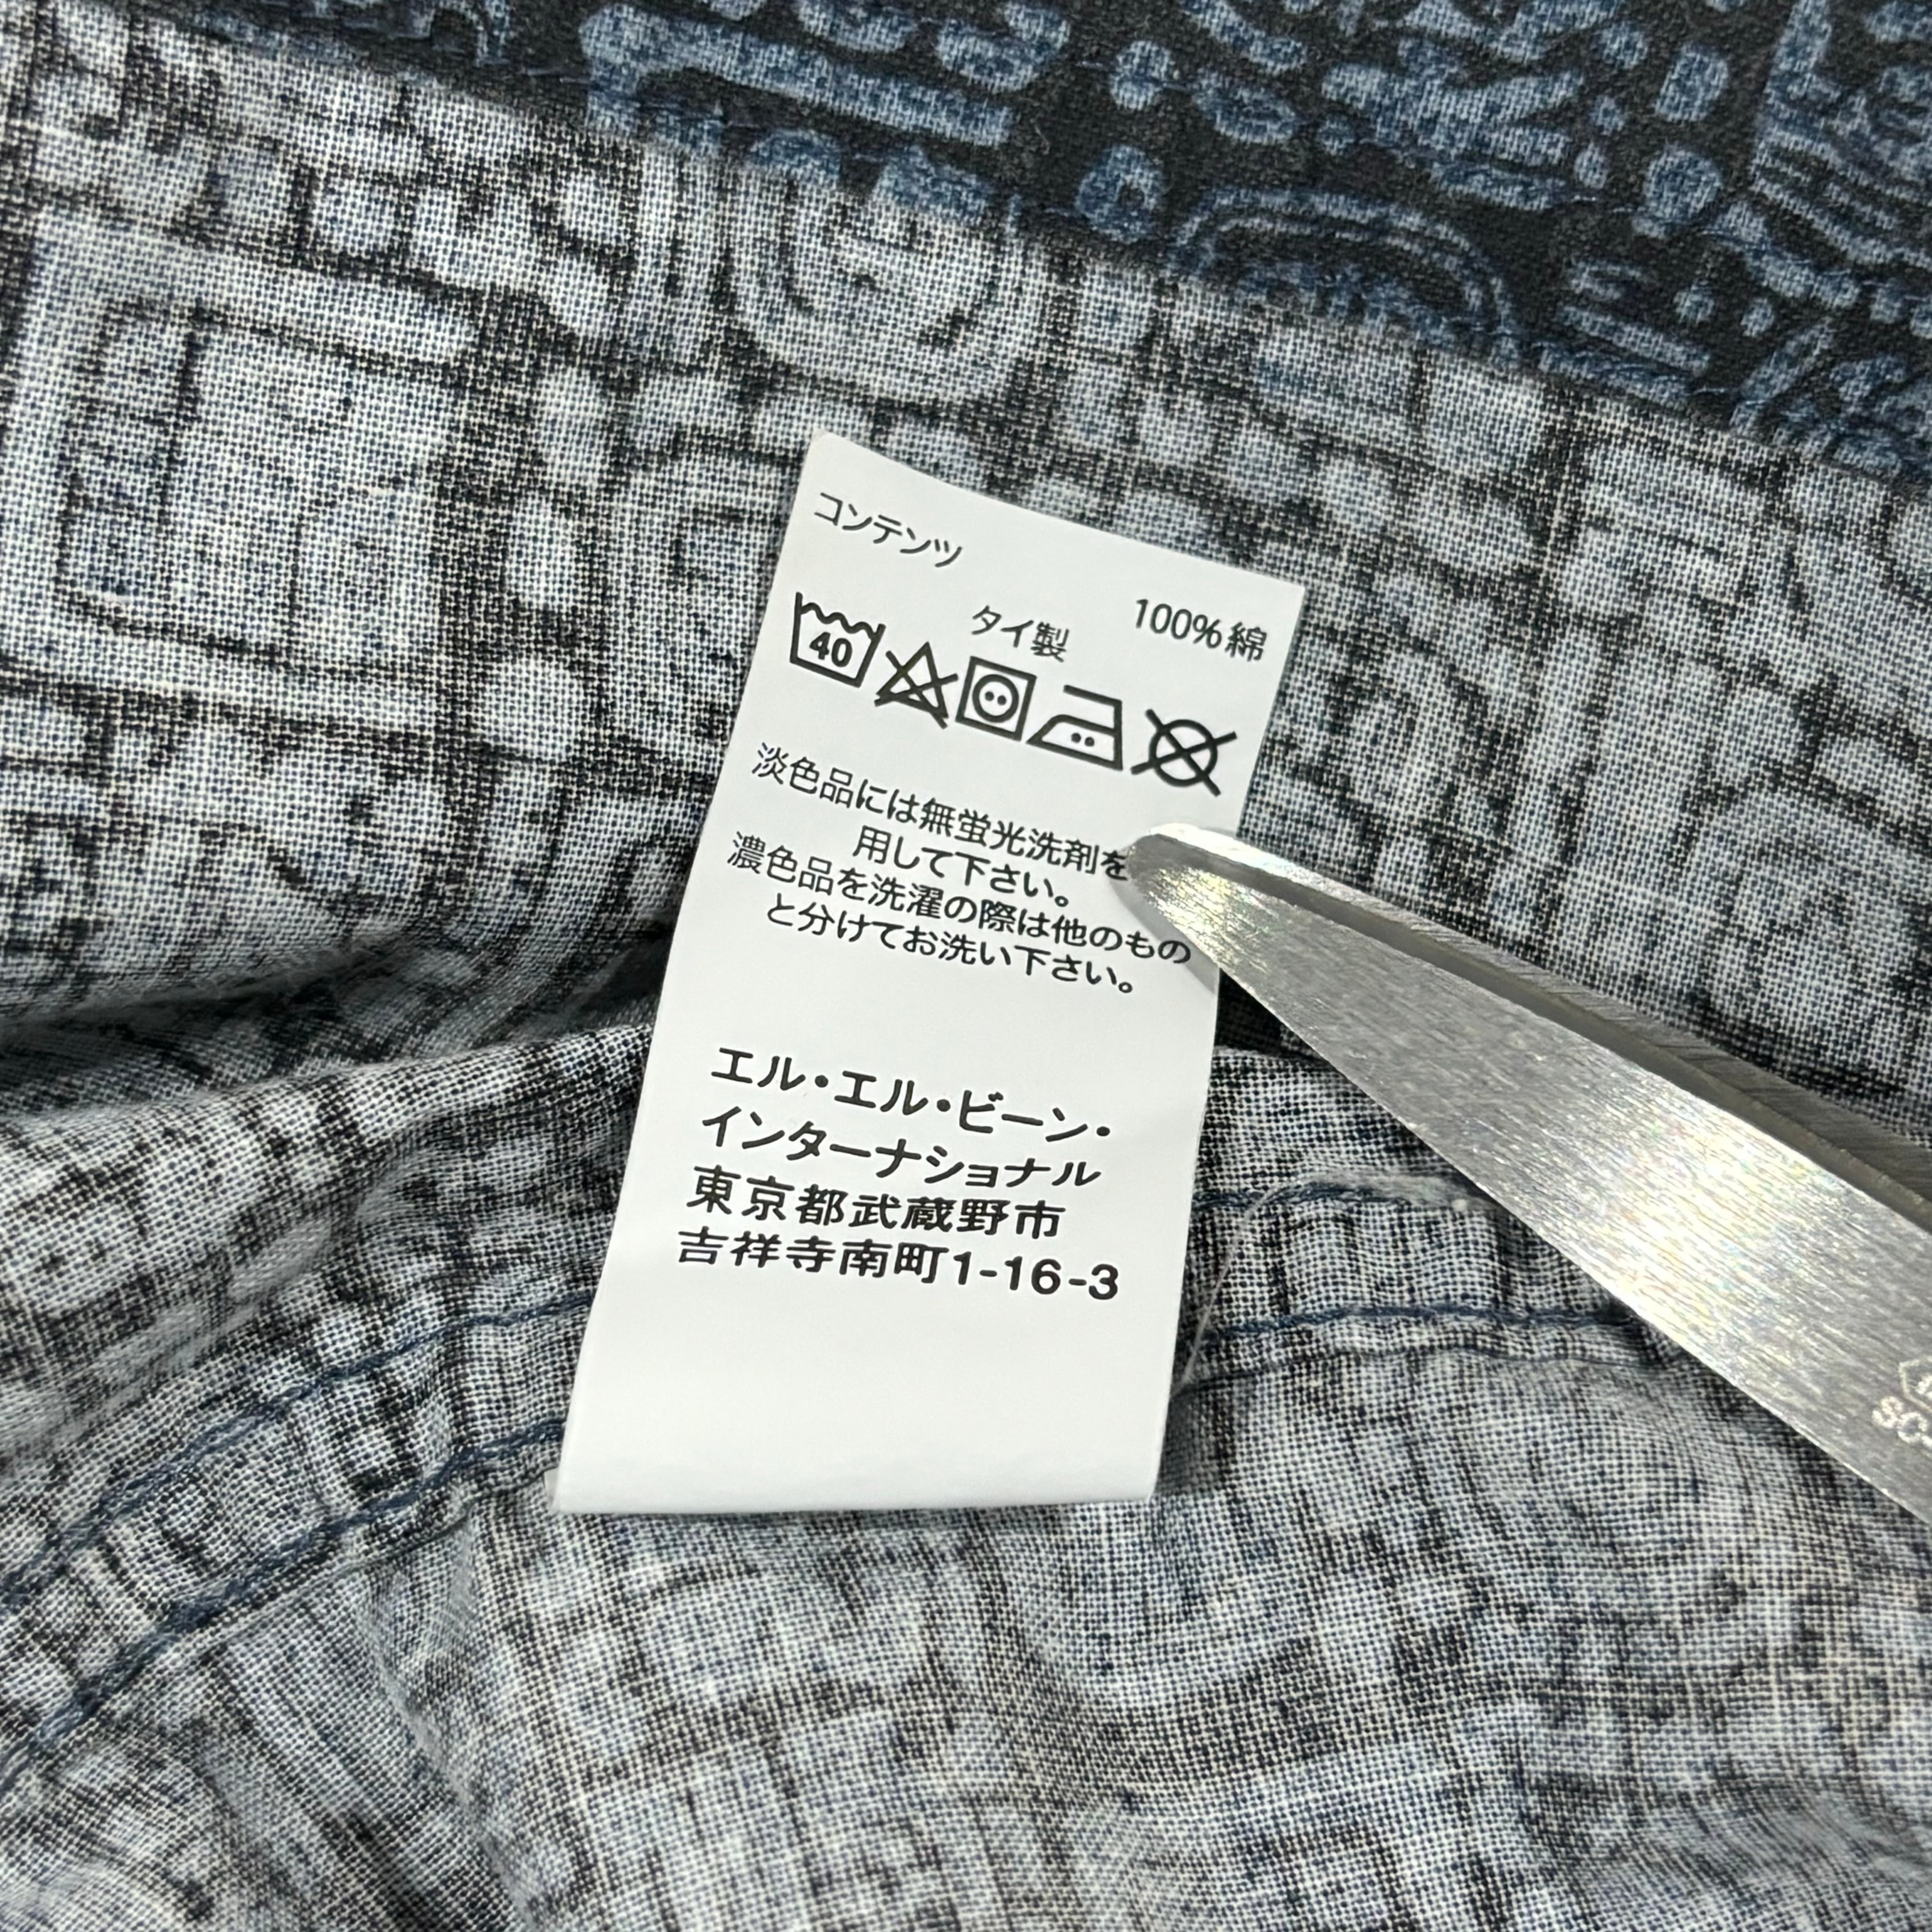 コンテンツ
100%綿
タイ製
40
淡色品には無蛍光洗剤を
用して下さい。
濃色品を洗濯の際は他のもの
と分けてお洗い下さい。
エル・エル・ビーン・
インターナショナル
東京都武蔵野市
吉祥寺南町1-16-3